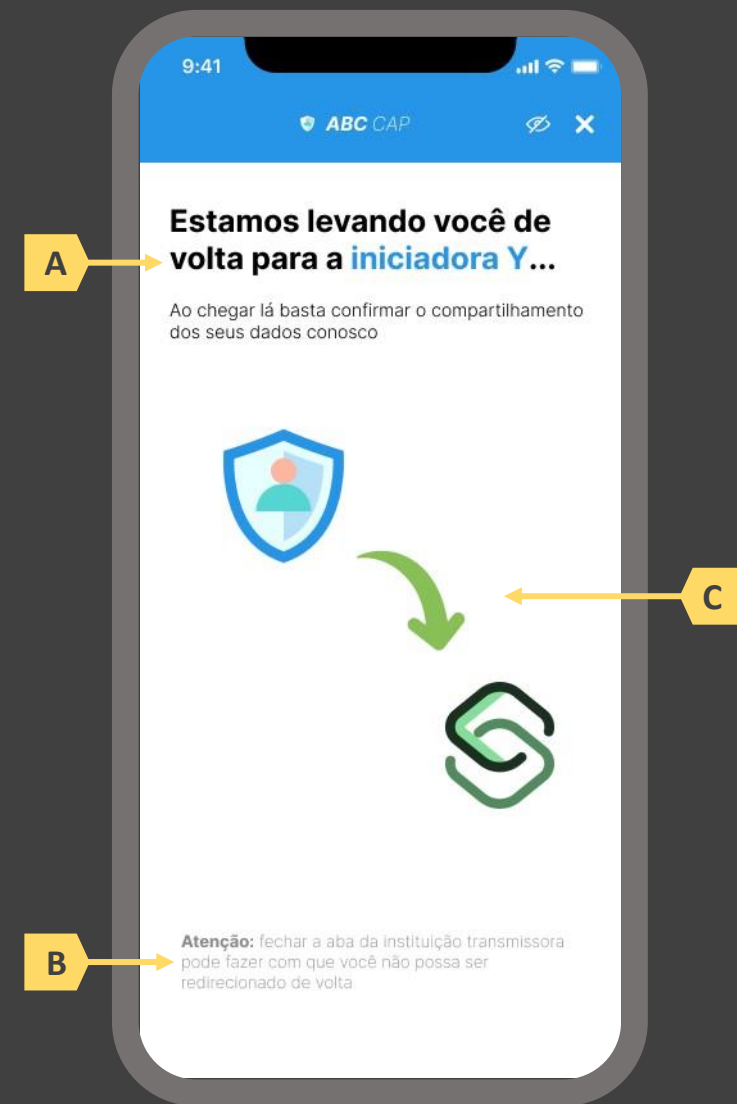 9:41
ABC CAP
Estamos levando você de
volta para a iniciadora Y...
A
Ao chegar lá basta confirmar o compartilhamento
dos seus dados conosco
C
Atenção: fechar a aba da instituição transmissora
pode fazer com que você não possa ser
redirecionado de volta
B